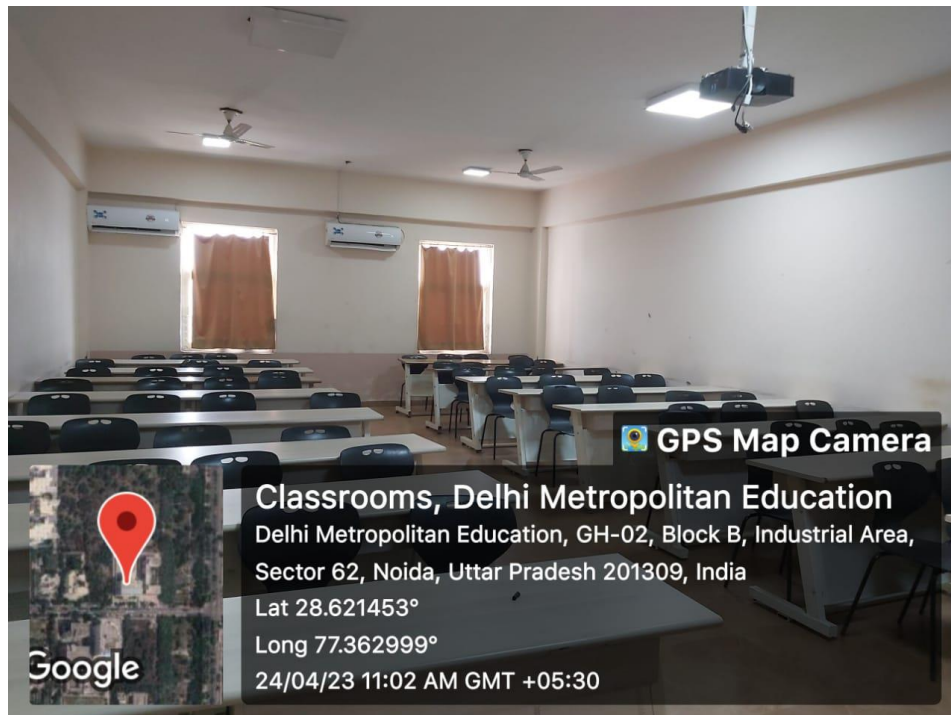 GPS Map Camera
Classrooms, Delhi Metropolitan Education
Delhi Metropolitan Education, GH-02, Block B, Industrial Area,
Sector 62, Noida, Uttar Pradesh 201309, India
Lat 28.621453°
Long 77.362999°
24/04/23 11:02 AM GMT +05:30
Google